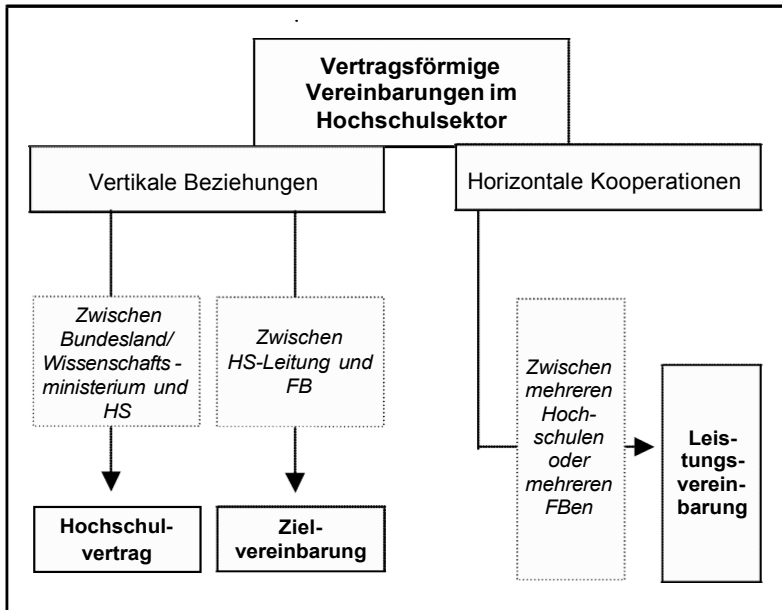 Vertragsförmige
Vereinbarungen im
Hochschulsektor
Vertikale Beziehungen
Horizontale Kooperationen
Zwischen
Bundesland/
Wissenschafts-
ministerium und
HS
Zwischen
HS-Leitung und
FB
Zwischen
mehreren
Hoch-
schulen
oder
mehreren
FBen
Leis-
tungs-
verein-
barung
Hochschul-
vertrag
Ziel-
vereinbarung